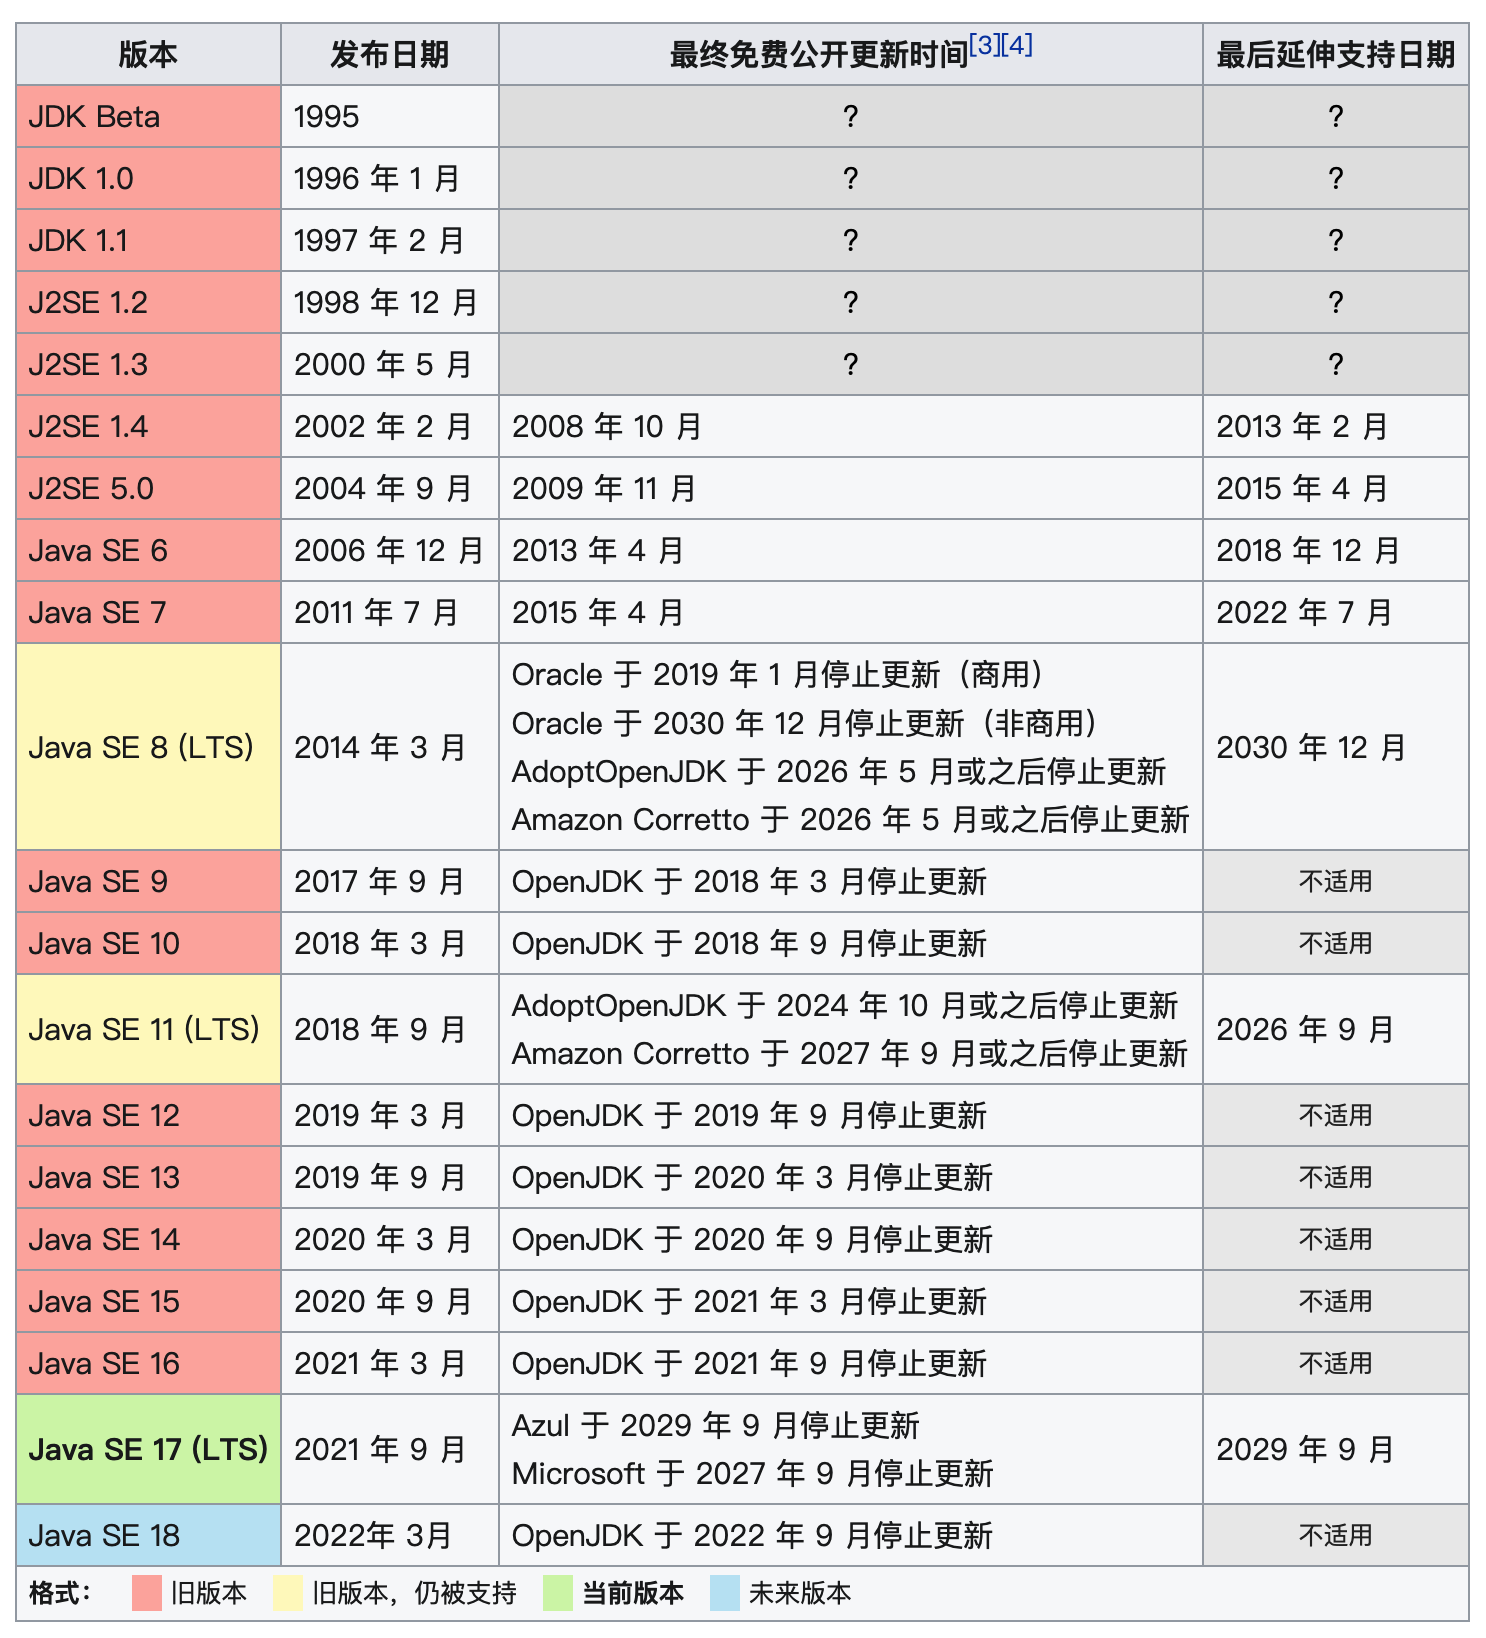 版本 发布日期 最终免费公开更新时间[3][4] 最后延伸支持日期
JDK Beta 1995 ? ?
JDK 1.0 1996 年 1 月 ? ?
JDK 1.1 1997 年 2 月 ? ?
J2SE 1.2 1998 年 12 月 ? ?
J2SE 1.3 2000 年 5 月 ? ?
J2SE 1.4 2002 年 2 月 2008 年 10 月 2013 年 2 月
J2SE 5.0 2004 年 9 月 2009 年 11 月 2015 年 4 月
Java SE 6 2006 年 12 月 2013 年 4 月 2018 年 12 月
Java SE 7 2011 年 7 月 2015 年 4 月 2022 年 7 月
Java SE 8 (LTS) 2014 年 3 月
Oracle 于 2019 年 1 月停止更新（商用）
Oracle 于 2030 年 12 月停止更新（非商用）
AdoptOpenJDK 于 2026 年 5 月或之后停止更新
Amazon Corretto 于 2026 年 5 月或之后停止更新
2030 年 12 月
Java SE 9 2017 年 9 月 OpenJDK 于 2018 年 3 月停止更新 不适用
Java SE 10 2018 年 3 月 OpenJDK 于 2018 年 9 月停止更新 不适用
Java SE 11 (LTS) 2018 年 9 月
AdoptOpenJDK 于 2024 年 10 月或之后停止更新
Amazon Corretto 于 2027 年 9 月或之后停止更新
2026 年 9 月
Java SE 12 2019 年 3 月 OpenJDK 于 2019 年 9 月停止更新 不适用
Java SE 13 2019 年 9 月 OpenJDK 于 2020 年 3 月停止更新 不适用
Java SE 14 2020 年 3 月 OpenJDK 于 2020 年 9 月停止更新 不适用
Java SE 15 2020 年 9 月 OpenJDK 于 2021 年 3 月停止更新 不适用
Java SE 16 2021 年 3 月 OpenJDK 于 2021 年 9 月停止更新 不适用
Java SE 17 (LTS) 2021 年 9 月
Azul 于 2029 年 9 月停止更新
Microsoft 于 2027 年 9 月停止更新
2029 年 9 月
Java SE 18 2022年 3月 OpenJDK 于 2022 年 9 月停止更新 不适用
格式： 旧版本 旧版本，仍被支持 当前版本 未来版本